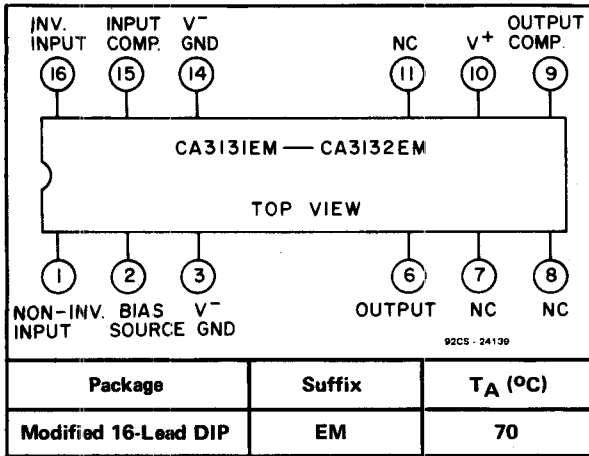 INV. INPUT V⁻ OUTPUT
INPUT COMP. GND NC V⁺ COMP.
16 15 14 11 10 9
CA3131EM — CA3132EM
TOP VIEW
1 2 3 6 7 8
NON-INV. BIAS V⁻ OUTPUT NC NC
INPUT SOURCE GND
92CS-24139
Package Suffix T_A (°C)
Modified 16-Lead DIP EM 70